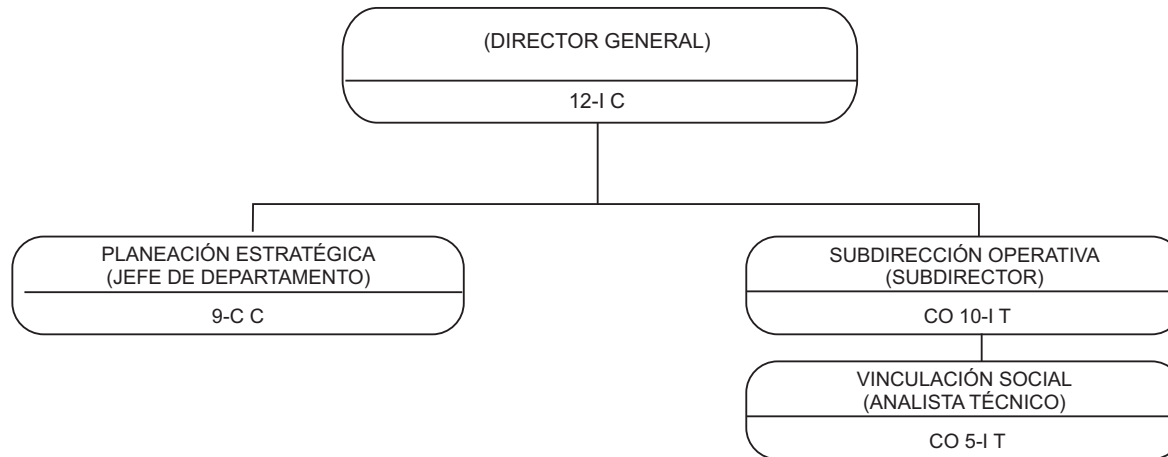 (DIRECTOR GENERAL)
12-I C
PLANEACIÓN ESTRATÉGICA
(JEFE DE DEPARTAMENTO)
9-C C
SUBDIRECCIÓN OPERATIVA
(SUBDIRECTOR)
CO 10-I T
VINCULACIÓN SOCIAL
(ANALISTA TÉCNICO)
CO 5-I T